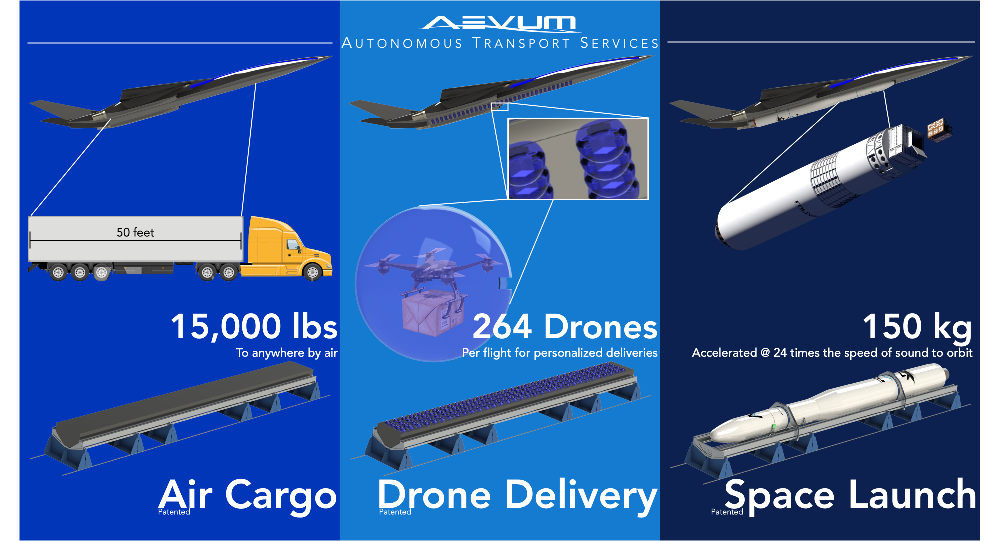 AEVUM
AUTONOMOUS TRANSPORT SERVICES
50 feet
15,000 lbs
To anywhere by air
Air Cargo
Patented
264 Drones
Per flight for personalized deliveries
Drone Delivery
Patented
AEVUM
150 kg
Accelerated @ 24 times the speed of sound to orbit
Space Launch
Patented